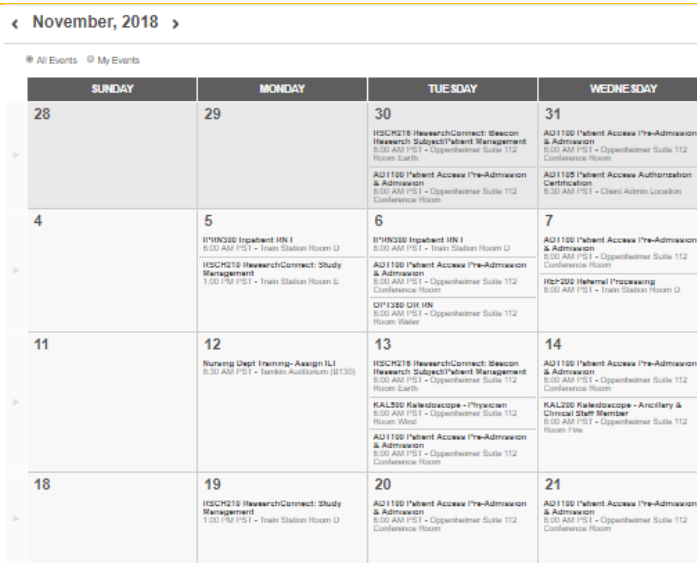 ‹ November, 2018 ›
All Events My Events
SUNDAY MONDAY TUESDAY WEDNESDAY
28 29 30 31
RSCH216 ResearchConnect: Beacon
Research Subject/Patient Management
8:00 AM PST - Oppenheimer Suite 112
Room Earth
ADT100 Patient Access Pre-Admission
& Admission
8:00 AM PST - Oppenheimer Suite 112
Conference Room
ADT100 Patient Access Pre-Admission
& Admission
8:00 AM PST - Oppenheimer Suite 112
Conference Room
ADT105 Patient Access Authorization
Certification
8:30 AM PST - Client Admin Location
4 5 6 7
IPRN300 Inpatient RN I
8:00 AM PST - Train Station Room D
RSCH210 ResearchConnect: Study
Management
1:00 PM PST - Train Station Room E
IPRN300 Inpatient RN I
8:00 AM PST - Train Station Room D
ADT100 Patient Access Pre-Admission
& Admission
8:00 AM PST - Oppenheimer Suite 112
Conference Room
OPT380 OR RN
8:00 AM PST - Oppenheimer Suite 112
Room Water
ADT100 Patient Access Pre-Admission
& Admission
8:00 AM PST - Oppenheimer Suite 112
Conference Room
REF200 Referral Processing
8:00 AM PST - Train Station Room D
11 12 13 14
Nursing Dept Training- Assign ILT
8:30 AM PST - Tamkin Auditorium (B130)
RSCH216 ResearchConnect: Beacon
Research Subject/Patient Management
8:00 AM PST - Oppenheimer Suite 112
Room Earth
KAL500 Kaleidoscope - Physician
8:00 AM PST - Oppenheimer Suite 112
Room Wind
ADT100 Patient Access Pre-Admission
& Admission
8:00 AM PST - Oppenheimer Suite 112
Conference Room
ADT100 Patient Access Pre-Admission
& Admission
8:00 AM PST - Oppenheimer Suite 112
Conference Room
KAL200 Kaleidoscope - Ancillary &
Clinical Staff Member
8:00 AM PST - Oppenheimer Suite 112
Room Fire
18 19 20 21
RSCH210 ResearchConnect: Study
Management
1:00 PM PST - Train Station Room D
ADT100 Patient Access Pre-Admission
& Admission
8:00 AM PST - Oppenheimer Suite 112
Conference Room
ADT100 Patient Access Pre-Admission
& Admission
8:00 AM PST - Oppenheimer Suite 112
Conference Room